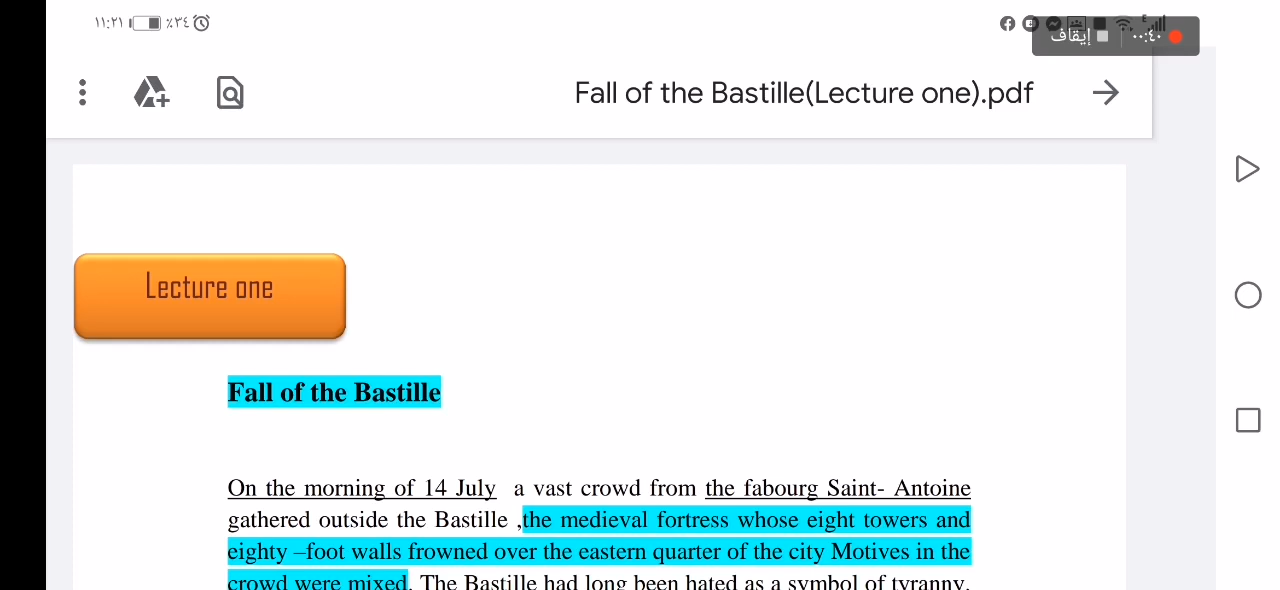 ١١:٢١ ٪٣٤
إيقاف ٠٠:٤٠
Fall of the Bastille(Lecture one).pdf
Lecture one
Fall of the Bastille
On the morning of 14 July a vast crowd from the fabourg Saint- Antoine
gathered outside the Bastille ,the medieval fortress whose eight towers and
eighty –foot walls frowned over the eastern quarter of the city Motives in the
crowd were mixed. The Bastille had long been hated as a symbol of tyranny.